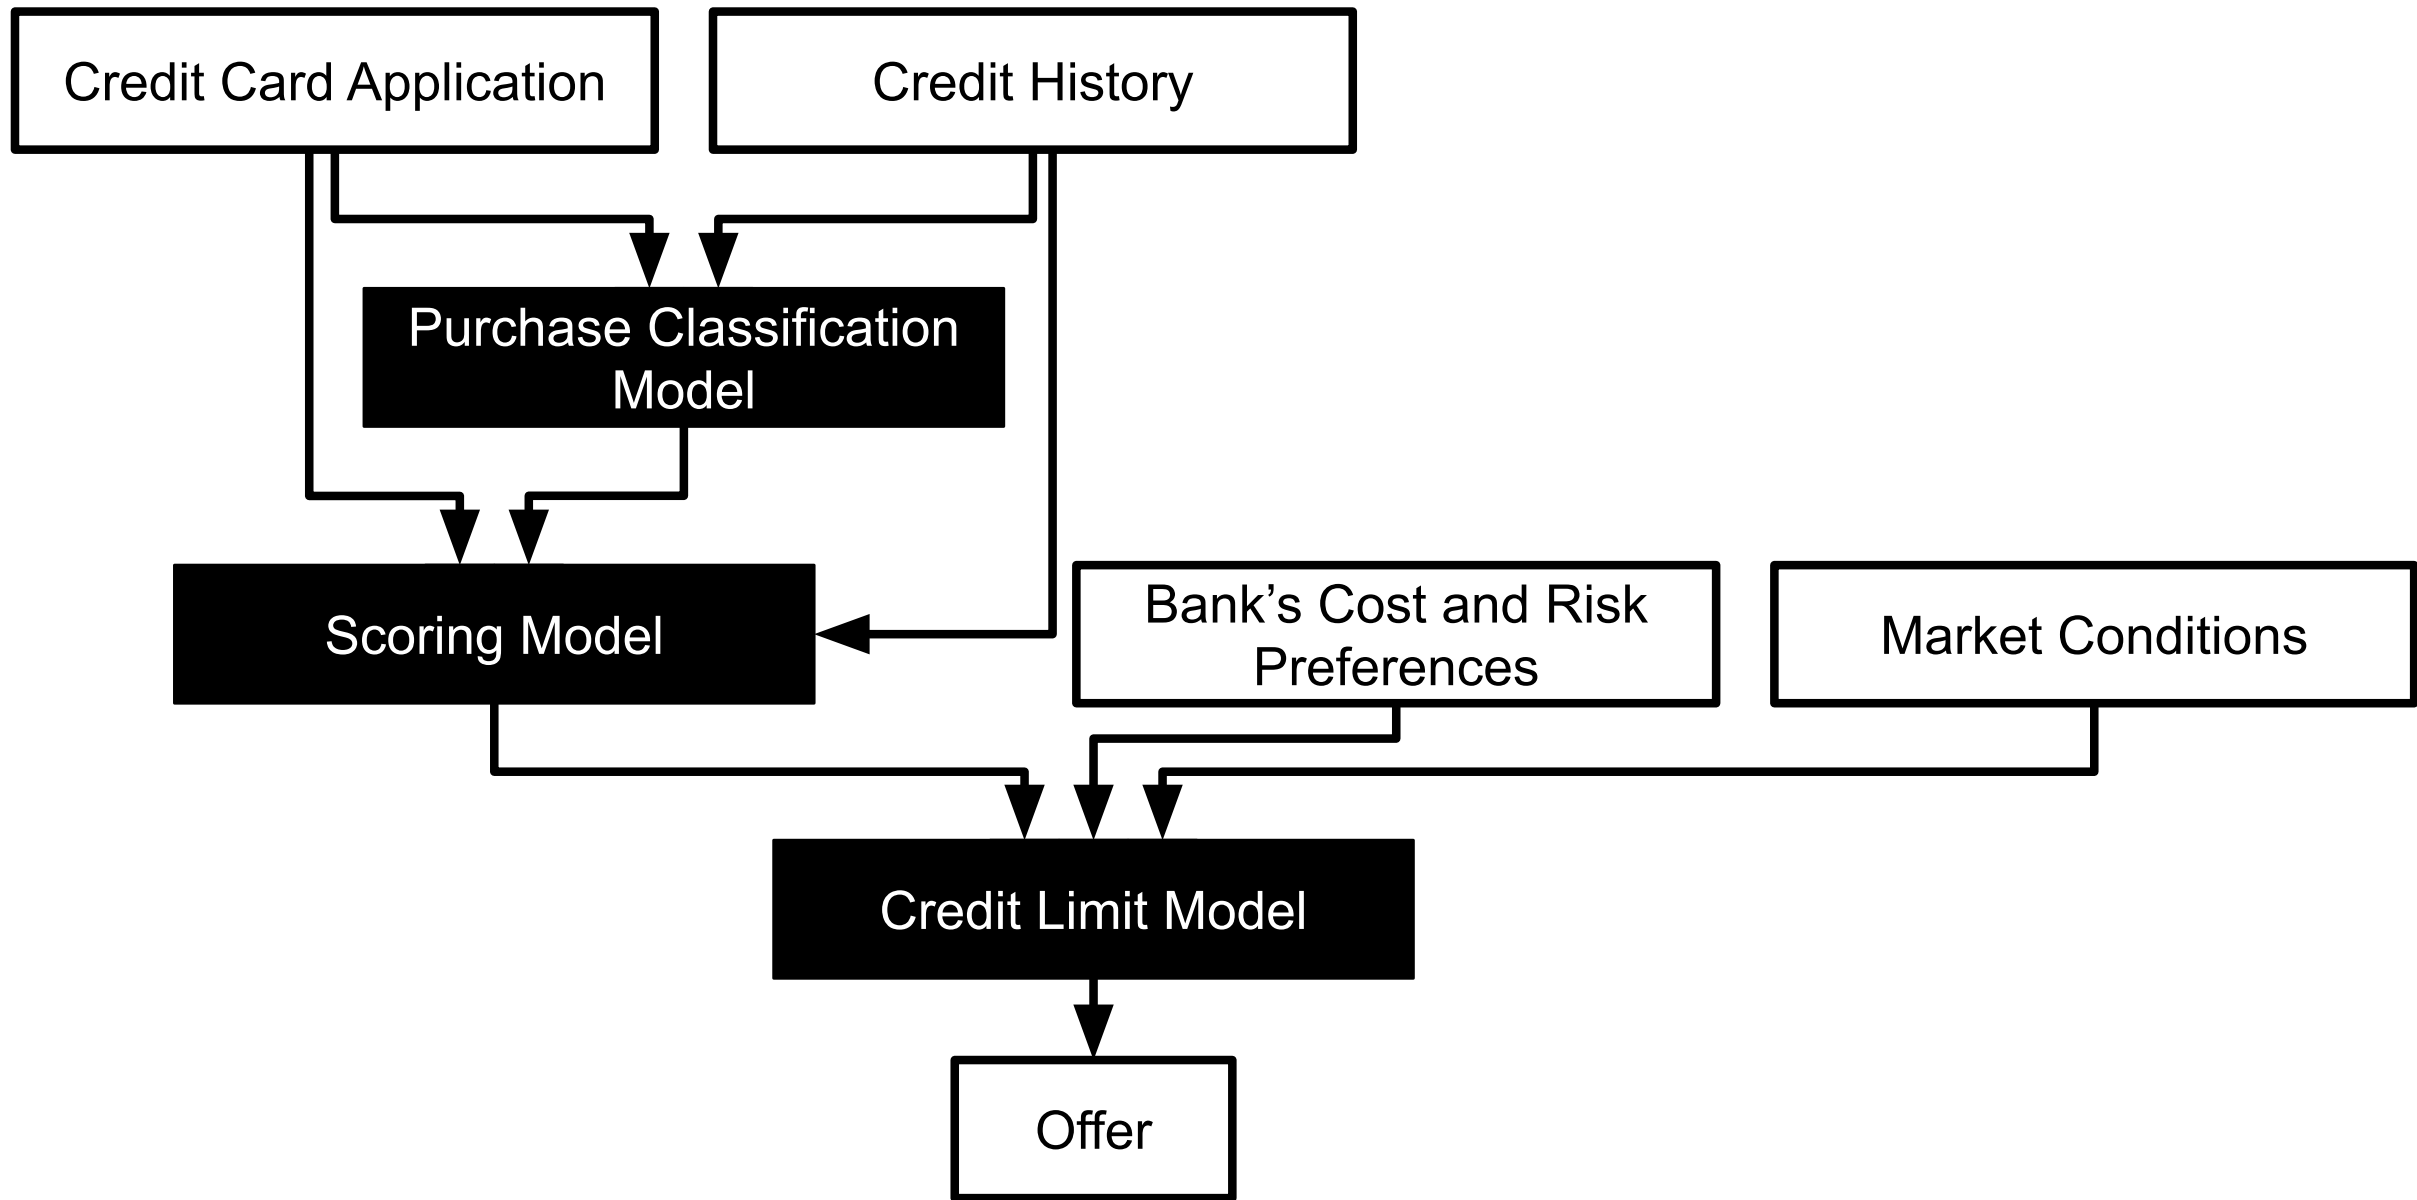 Credit Card Application
Credit History
Purchase Classification
Model
Scoring Model
Bank’s Cost and Risk
Preferences
Market Conditions
Credit Limit Model
Offer